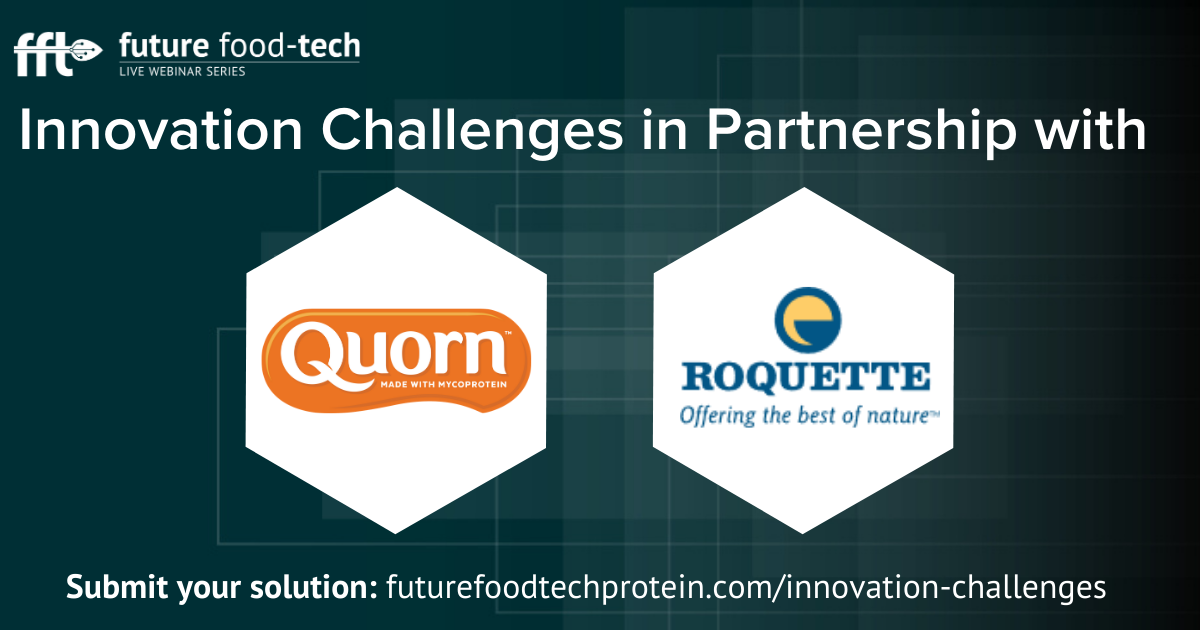 fft
future food-tech
LIVE WEBINAR SERIES
Innovation Challenges in Partnership with
Quorn™
MADE WITH MYCOPROTEIN
ROQUETTE
Offering the best of nature™
Submit your solution: futurefoodtechprotein.com/innovation-challenges